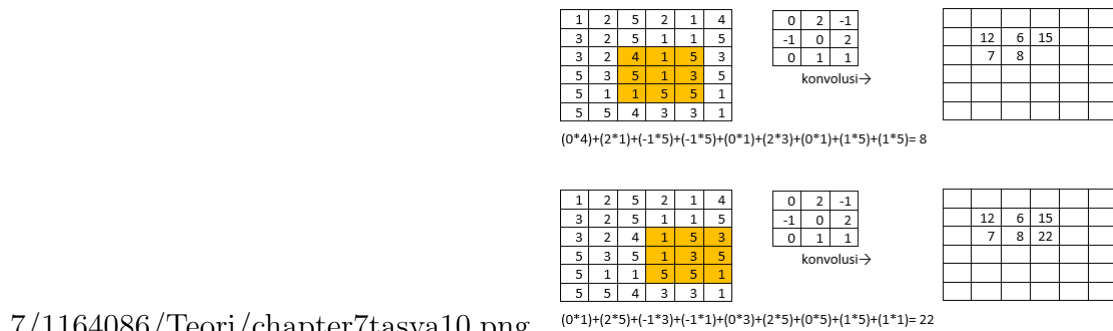 1 2 5 2 1 4 0 2 -1
3 2 5 1 1 5 -1 0 2 12 6 15
3 2 4 1 5 3 0 1 1 7 8
5 3 5 1 3 5 konvolusi→
5 1 1 5 5 1
5 5 4 3 3 1
(0*4)+(2*1)+(-1*5)+(-1*5)+(0*1)+(2*3)+(0*1)+(1*5)+(1*5)= 8
1 2 5 2 1 4 0 2 -1
3 2 5 1 1 5 -1 0 2 12 6 15
3 2 4 1 5 3 0 1 1 7 8 22
5 3 5 1 3 5 konvolusi→
5 1 1 5 5 1
5 5 4 3 3 1
7/1164086/Teori/chapter7tasya10.png (0*1)+(2*5)+(-1*3)+(-1*1)+(0*3)+(2*5)+(0*5)+(1*5)+(1*1)= 22